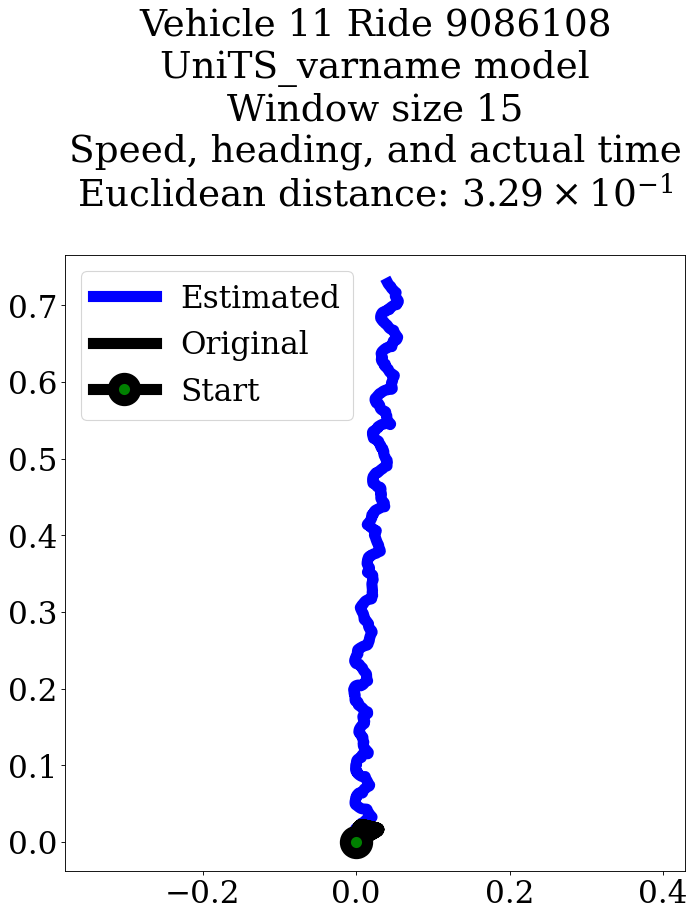 Vehicle 11 Ride 9086108
UniTS_varname model
Window size 15
Speed, heading, and actual time
Euclidean distance: 3.29 × 10⁻¹
Estimated
Original
Start
0.7
0.6
0.5
0.4
0.3
0.2
0.1
0.0
−0.2
0.0
0.2
0.4